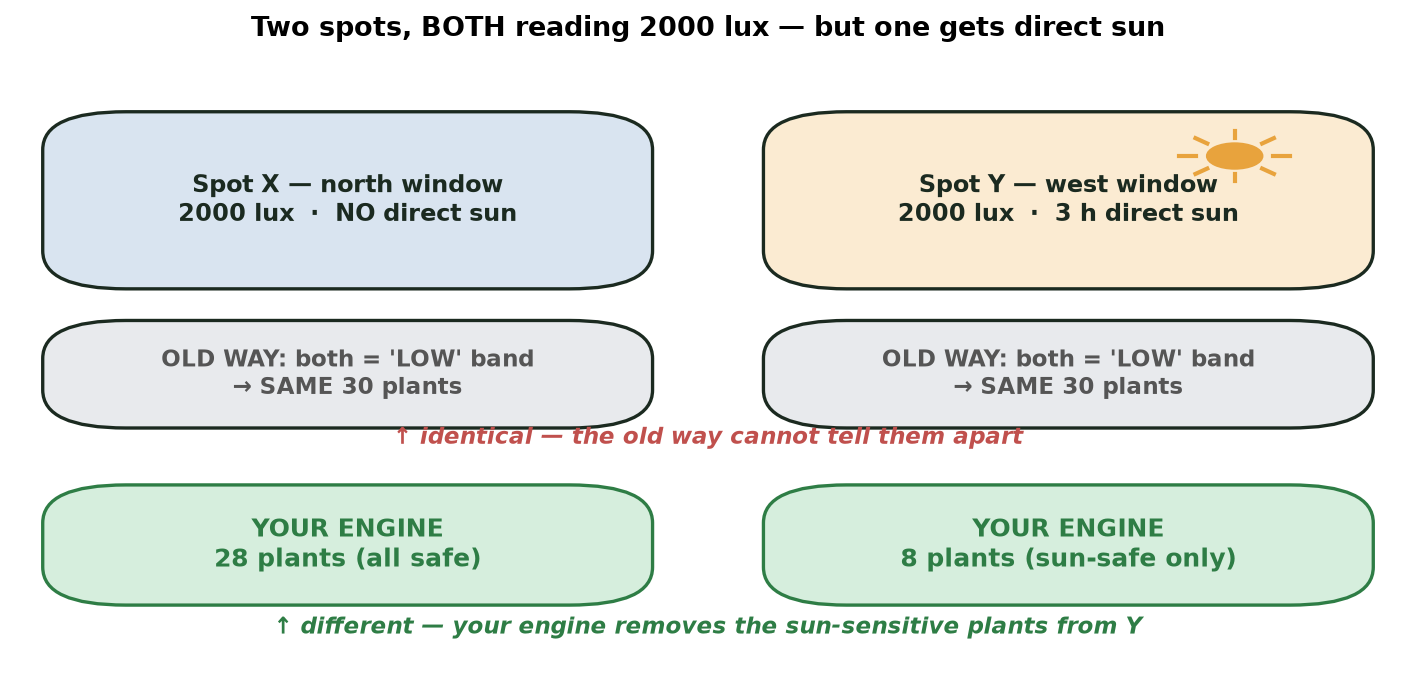 Two spots, BOTH reading 2000 lux — but one gets direct sun
Spot X — north window
2000 lux · NO direct sun
Spot Y — west window
2000 lux · 3 h direct sun
OLD WAY: both = 'LOW' band
→ SAME 30 plants
OLD WAY: both = 'LOW' band
→ SAME 30 plants
↑ identical — the old way cannot tell them apart
YOUR ENGINE
28 plants (all safe)
YOUR ENGINE
8 plants (sun-safe only)
↑ different — your engine removes the sun-sensitive plants from Y